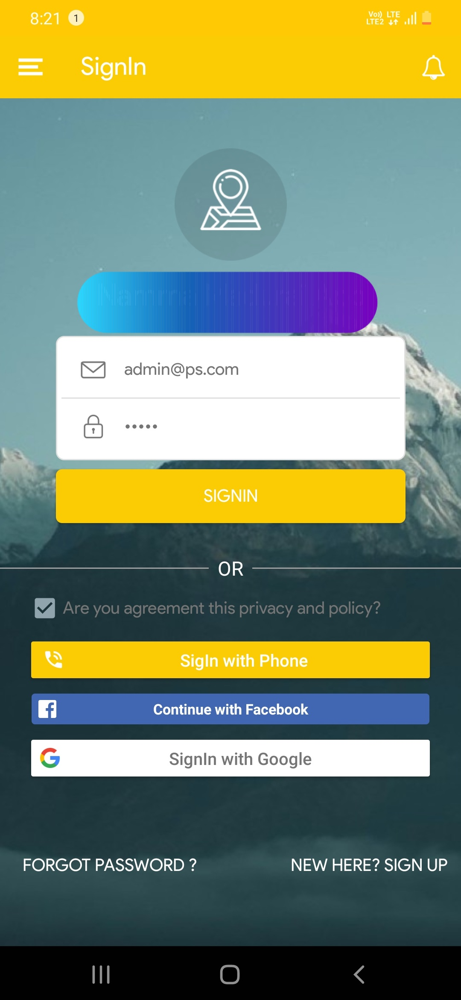 8:21 1 Vo)) LTE
LTE2
SignIn
admin@ps.com
•••••
SIGNIN
OR
Are you agreement this privacy and policy?
SigIn with Phone
Continue with Facebook
SignIn with Google
FORGOT PASSWORD ?
NEW HERE? SIGN UP